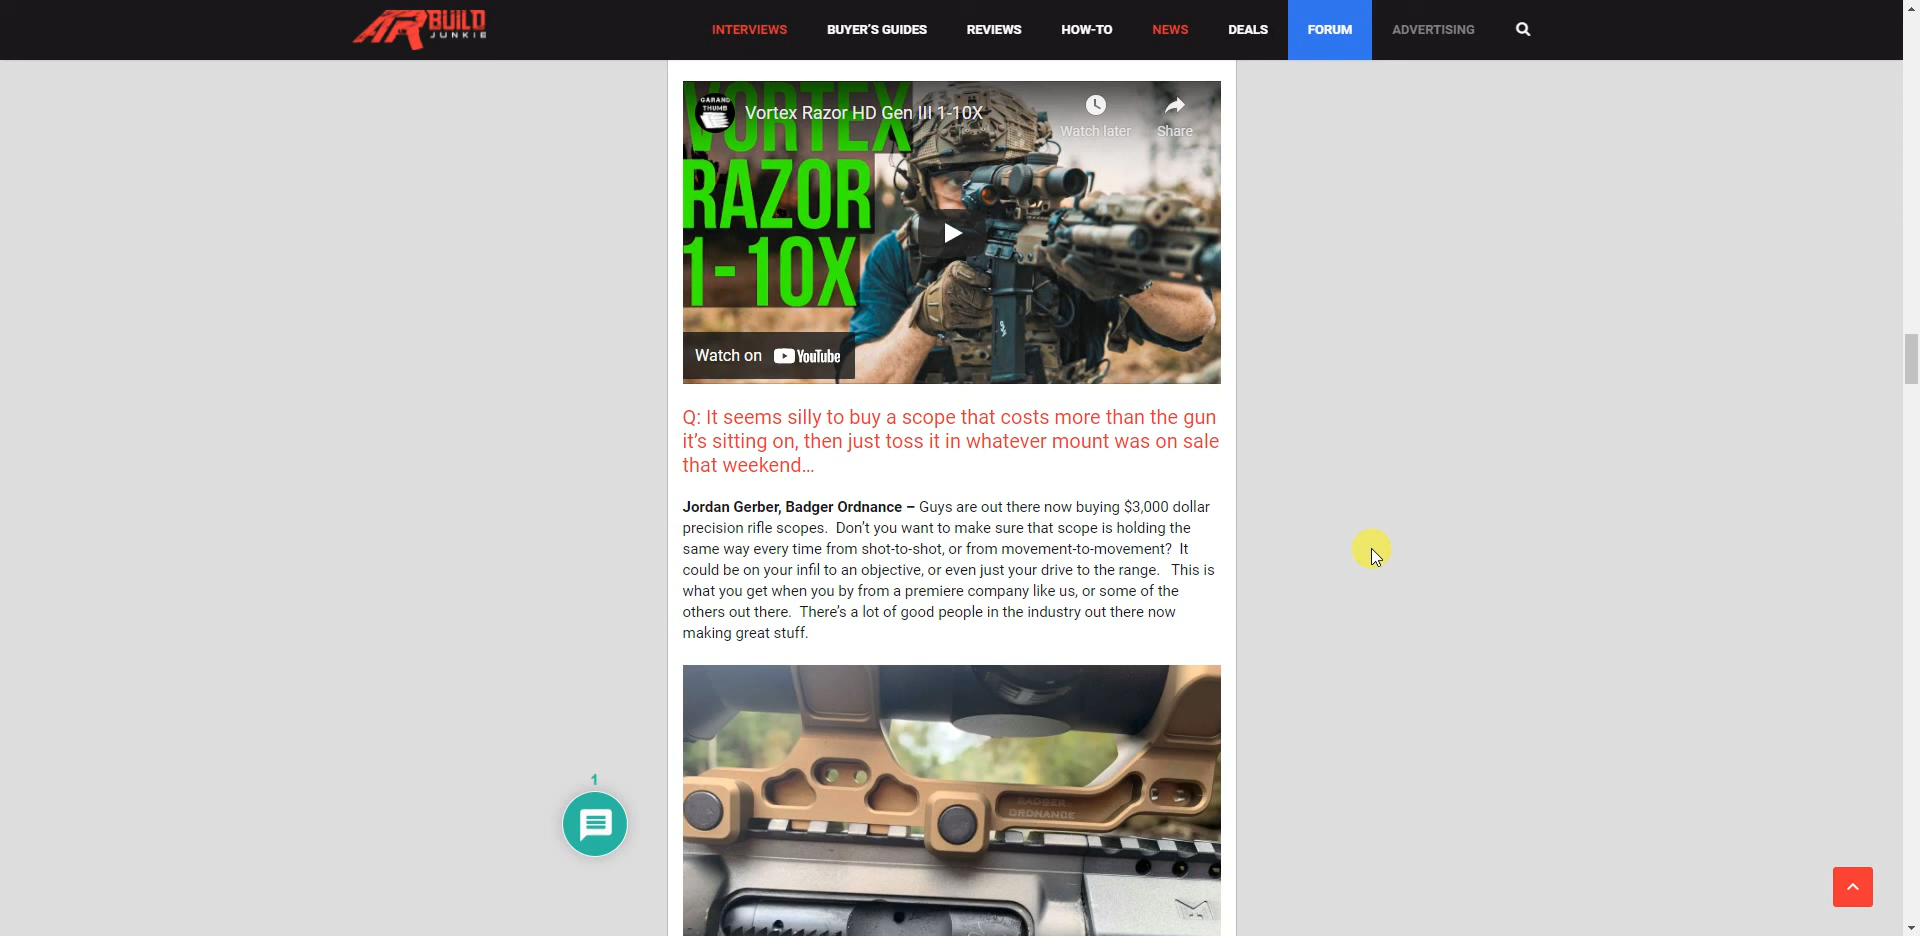 AR BUILD
JUNKIE
INTERVIEWS
BUYER'S GUIDES
REVIEWS
HOW-TO
NEWS
DEALS
FORUM
ADVERTISING
GARAND
THUMB
Vortex Razor HD Gen III 1-10X
Watch later
Share
VORTEX
RAZOR
1-10X
Watch on YouTube
Q: It seems silly to buy a scope that costs more than the gun
it’s sitting on, then just toss it in whatever mount was on sale
that weekend…
Jordan Gerber, Badger Ordnance – Guys are out there now buying $3,000 dollar
precision rifle scopes.  Don’t you want to make sure that scope is holding the
same way every time from shot-to-shot, or from movement-to-movement?  It
could be on your infil to an objective, or even just your drive to the range.   This is
what you get when you by from a premiere company like us, or some of the
others out there.  There’s a lot of good people in the industry out there now
making great stuff.
BADGER
ORDNANCE
1